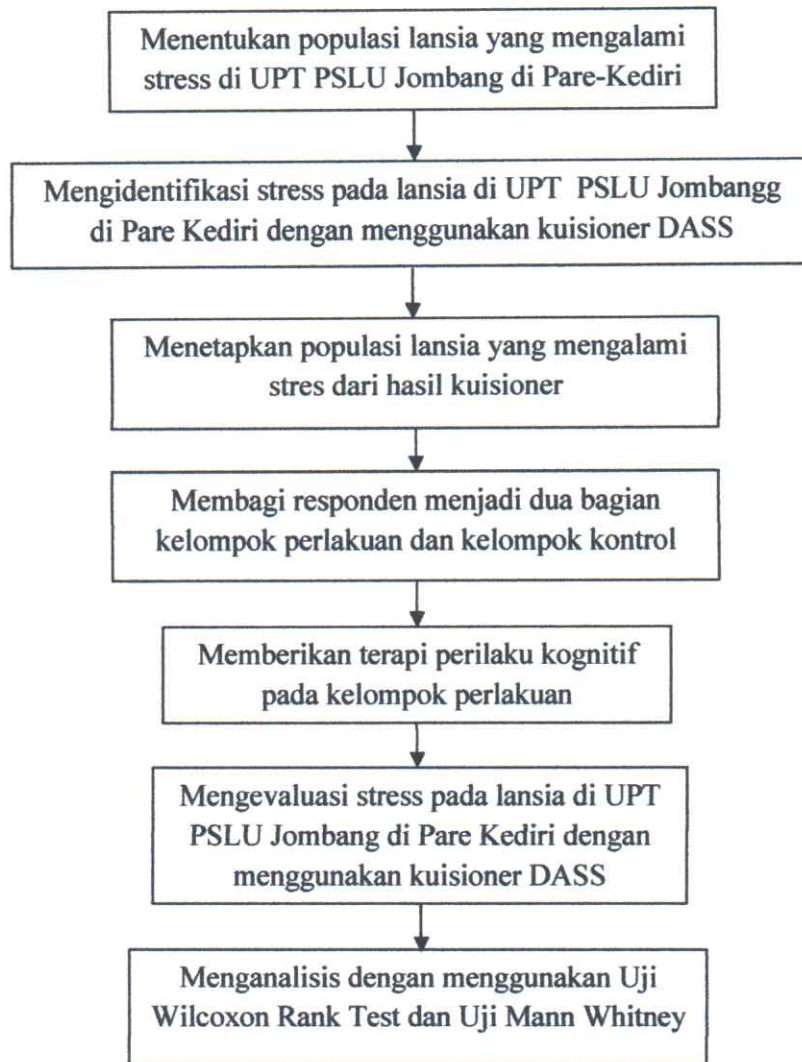 Menentukan populasi lansia yang mengalami
stress di UPT PSLU Jombang di Pare-Kediri
Mengidentifikasi stress pada lansia di UPT PSLU Jombangg
di Pare Kediri dengan menggunakan kuisioner DASS
Menetapkan populasi lansia yang mengalami
stres dari hasil kuisioner
Membagi responden menjadi dua bagian
kelompok perlakuan dan kelompok kontrol
Memberikan terapi perilaku kognitif
pada kelompok perlakuan
Mengevaluasi stress pada lansia di UPT
PSLU Jombang di Pare Kediri dengan
menggunakan kuisioner DASS
Menganalisis dengan menggunakan Uji
Wilcoxon Rank Test dan Uji Mann Whitney